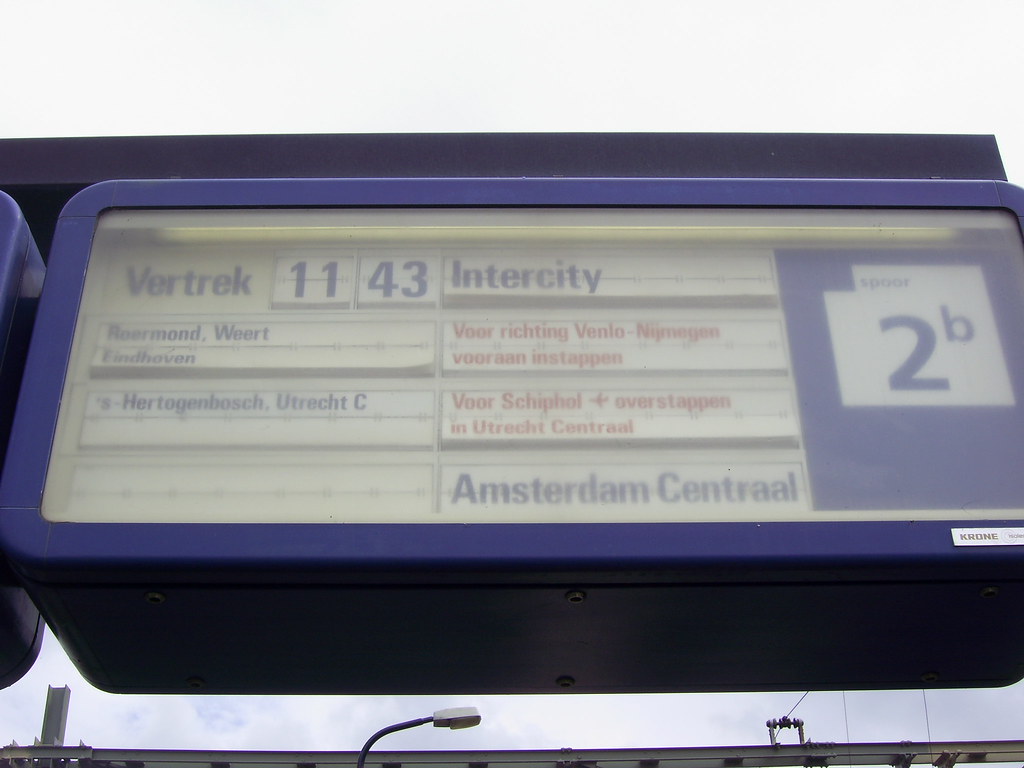 Vertrek 11 43 Intercity
Roermond, Weert
Eindhoven
Voor richting Venlo-Nijmegen
vooraan instappen
's-Hertogenbosch, Utrecht C
Voor Schiphol overstappen
in Utrecht Centraal
Amsterdam Centraal
spoor
2b
KRONE